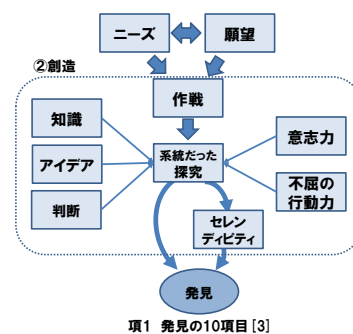 ニーズ
願望
②創造
作戦
知識
アイデア
判断
系統だった
探究
意志力
不屈の
行動力
セレン
ディピティ
発見
項1 発見の10項目[3]